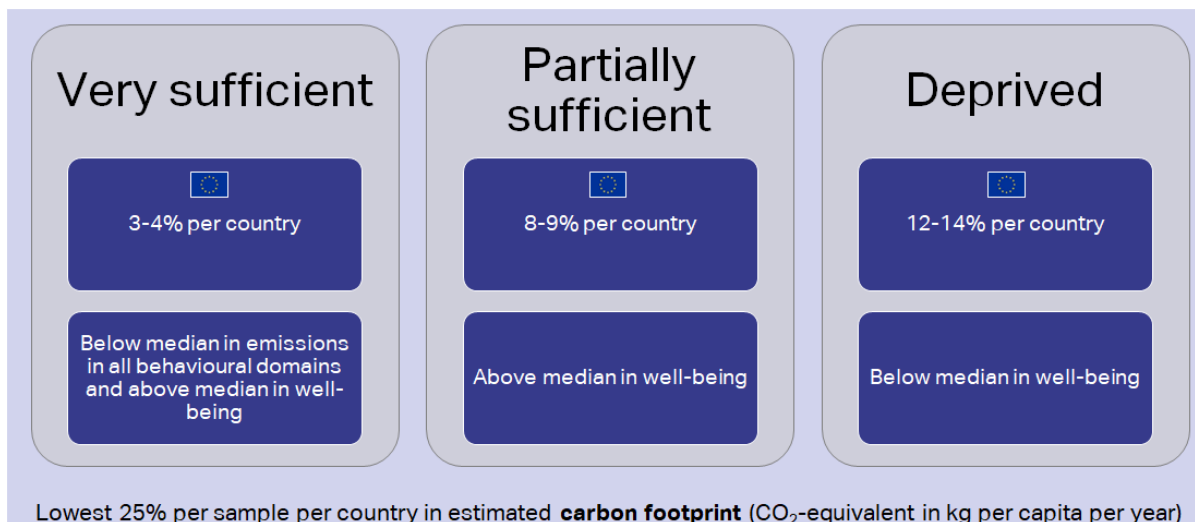 Very sufficient
3-4% per country
Below median in emissions
in all behavioural domains
and above median in well-
being
Partially
sufficient
8-9% per country
Above median in well-being
Deprived
12-14% per country
Below median in well-being
Lowest 25% per sample per country in estimated carbon footprint (CO₂-equivalent in kg per capita per year)